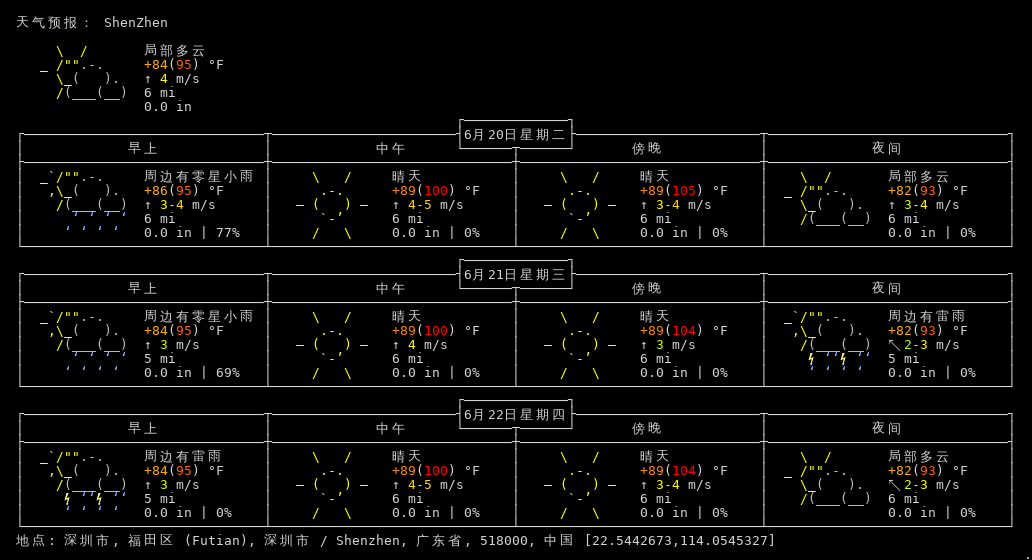 天气预报： ShenZhen
局部多云
+84(95) °F
↑ 4 m/s
6 mi
0.0 in
6月20日星期二
早上 中午 傍晚 夜间
周边有零星小雨 晴天 晴天 局部多云
+86(95) °F +89(100) °F +89(105) °F +82(93) °F
↑ 3-4 m/s ↑ 4-5 m/s ↑ 3-4 m/s ↑ 3-4 m/s
6 mi 6 mi 6 mi 6 mi
0.0 in | 77% 0.0 in | 0% 0.0 in | 0% 0.0 in | 0%
6月21日星期三
早上 中午 傍晚 夜间
周边有零星小雨 晴天 晴天 周边有雷雨
+84(95) °F +89(100) °F +89(104) °F +82(93) °F
↑ 3 m/s ↑ 4 m/s ↑ 3 m/s ↖ 2-3 m/s
5 mi 6 mi 6 mi 5 mi
0.0 in | 69% 0.0 in | 0% 0.0 in | 0% 0.0 in | 0%
6月22日星期四
早上 中午 傍晚 夜间
周边有雷雨 晴天 晴天 局部多云
+84(95) °F +89(100) °F +89(104) °F +82(93) °F
↑ 3 m/s ↑ 4-5 m/s ↑ 3-4 m/s ↖ 2-3 m/s
5 mi 6 mi 6 mi 6 mi
0.0 in | 0% 0.0 in | 0% 0.0 in | 0% 0.0 in | 0%
地点: 深圳市, 福田区 (Futian), 深圳市 / Shenzhen, 广东省, 518000, 中国 [22.5442673,114.0545327]